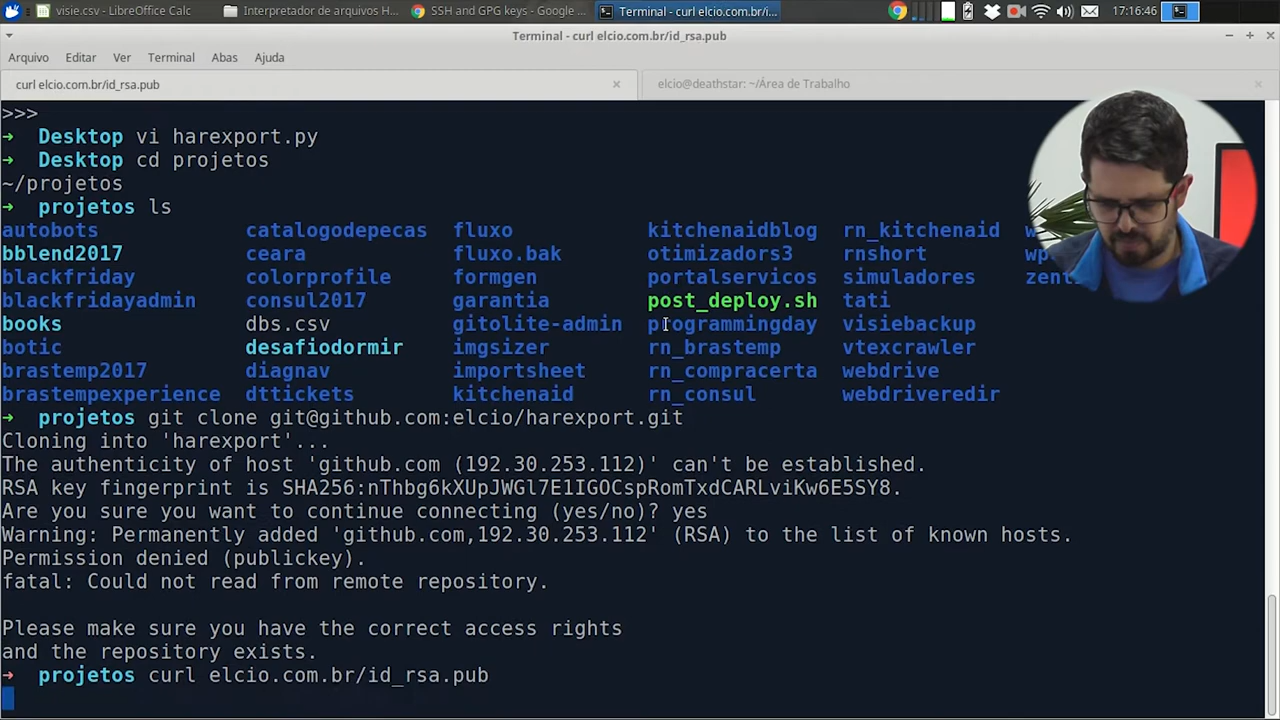 visie.csv - LibreOffice Calc
Interpretador de arquivos H...
SSH and GPG keys - Google ...
Terminal - curl elcio.com.br/i...
17:16:46
Terminal - curl elcio.com.br/id_rsa.pub
Arquivo Editar Ver Terminal Abas Ajuda
curl elcio.com.br/id_rsa.pub
elcio@deathstar: ~/Área de Trabalho
>>>
➜ Desktop vi harexport.py
➜ Desktop cd projetos
~/projetos
➜ projetos ls
autobots catalogodepecas fluxo kitchenaidblog rn_kitchenaid
bblend2017 ceara fluxo.bak otimizadors3 rnshort
blackfriday colorprofile formgen portalservicos simuladores
blackfridayadmin consul2017 garantia post_deploy.sh tati
books dbs.csv gitolite-admin programmingday visiebackup
botic desafiodormir imgsizer rn_brastemp vtexcrawler
brastemp2017 diagnav importsheet rn_compracerta webdrive
brastempexperience dttickets kitchenaid rn_consul webdriveredir
➜ projetos git clone git@github.com:elcio/harexport.git
Cloning into 'harexport'...
The authenticity of host 'github.com (192.30.253.112)' can't be established.
RSA key fingerprint is SHA256:nThbg6kXUpJWGl7E1IGOCspRomTxdCARLviKw6E5SY8.
Are you sure you want to continue connecting (yes/no)? yes
Warning: Permanently added 'github.com,192.30.253.112' (RSA) to the list of known hosts.
Permission denied (publickey).
fatal: Could not read from remote repository.
Please make sure you have the correct access rights
and the repository exists.
➜ projetos curl elcio.com.br/id_rsa.pub